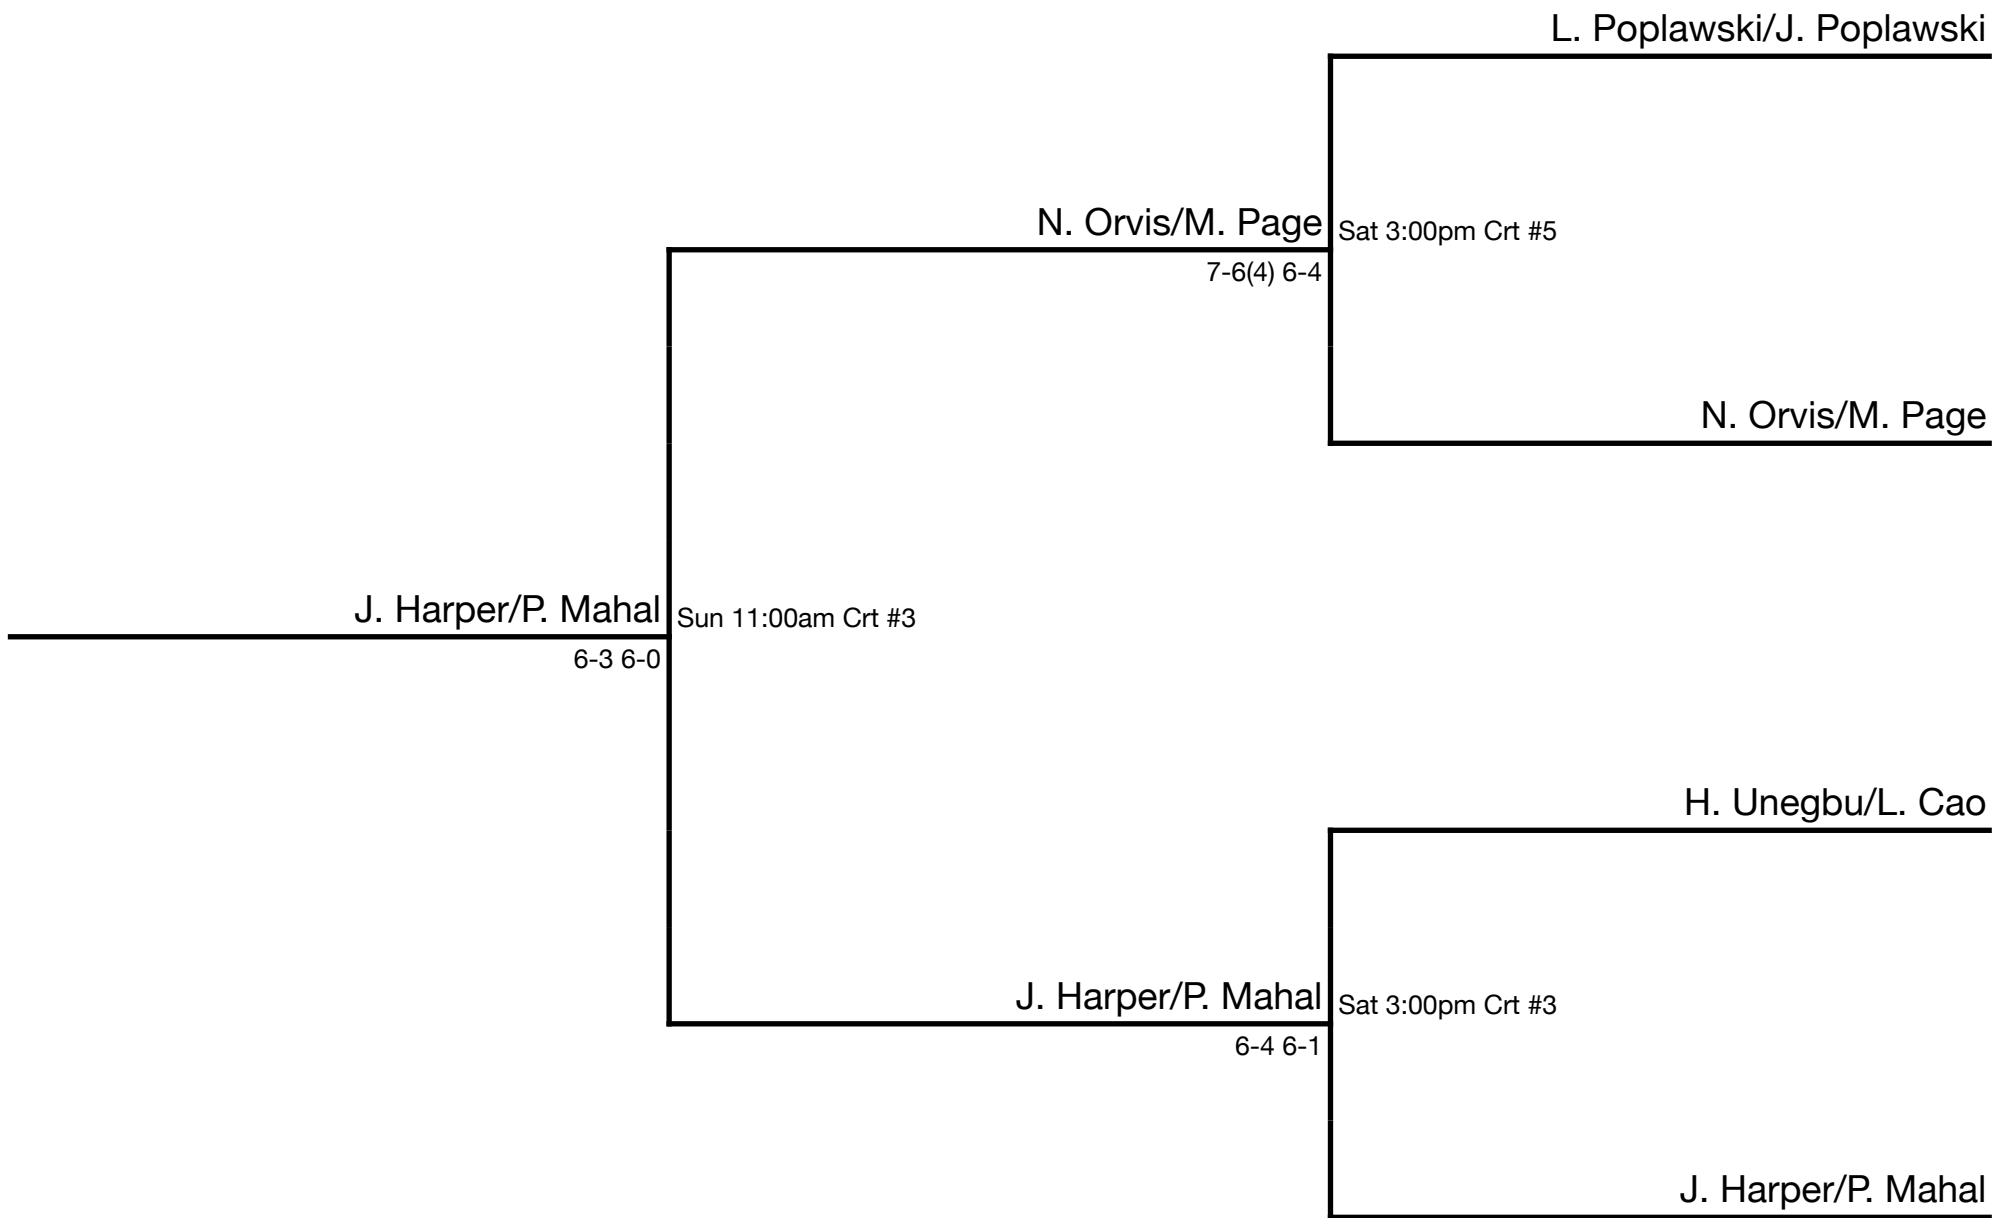 L. Poplawski/J. Poplawski
N. Orvis/M. Page
Sat 3:00pm Crt #5
7-6(4) 6-4
N. Orvis/M. Page
J. Harper/P. Mahal
Sun 11:00am Crt #3
6-3 6-0
H. Unegbu/L. Cao
J. Harper/P. Mahal
Sat 3:00pm Crt #3
6-4 6-1
J. Harper/P. Mahal